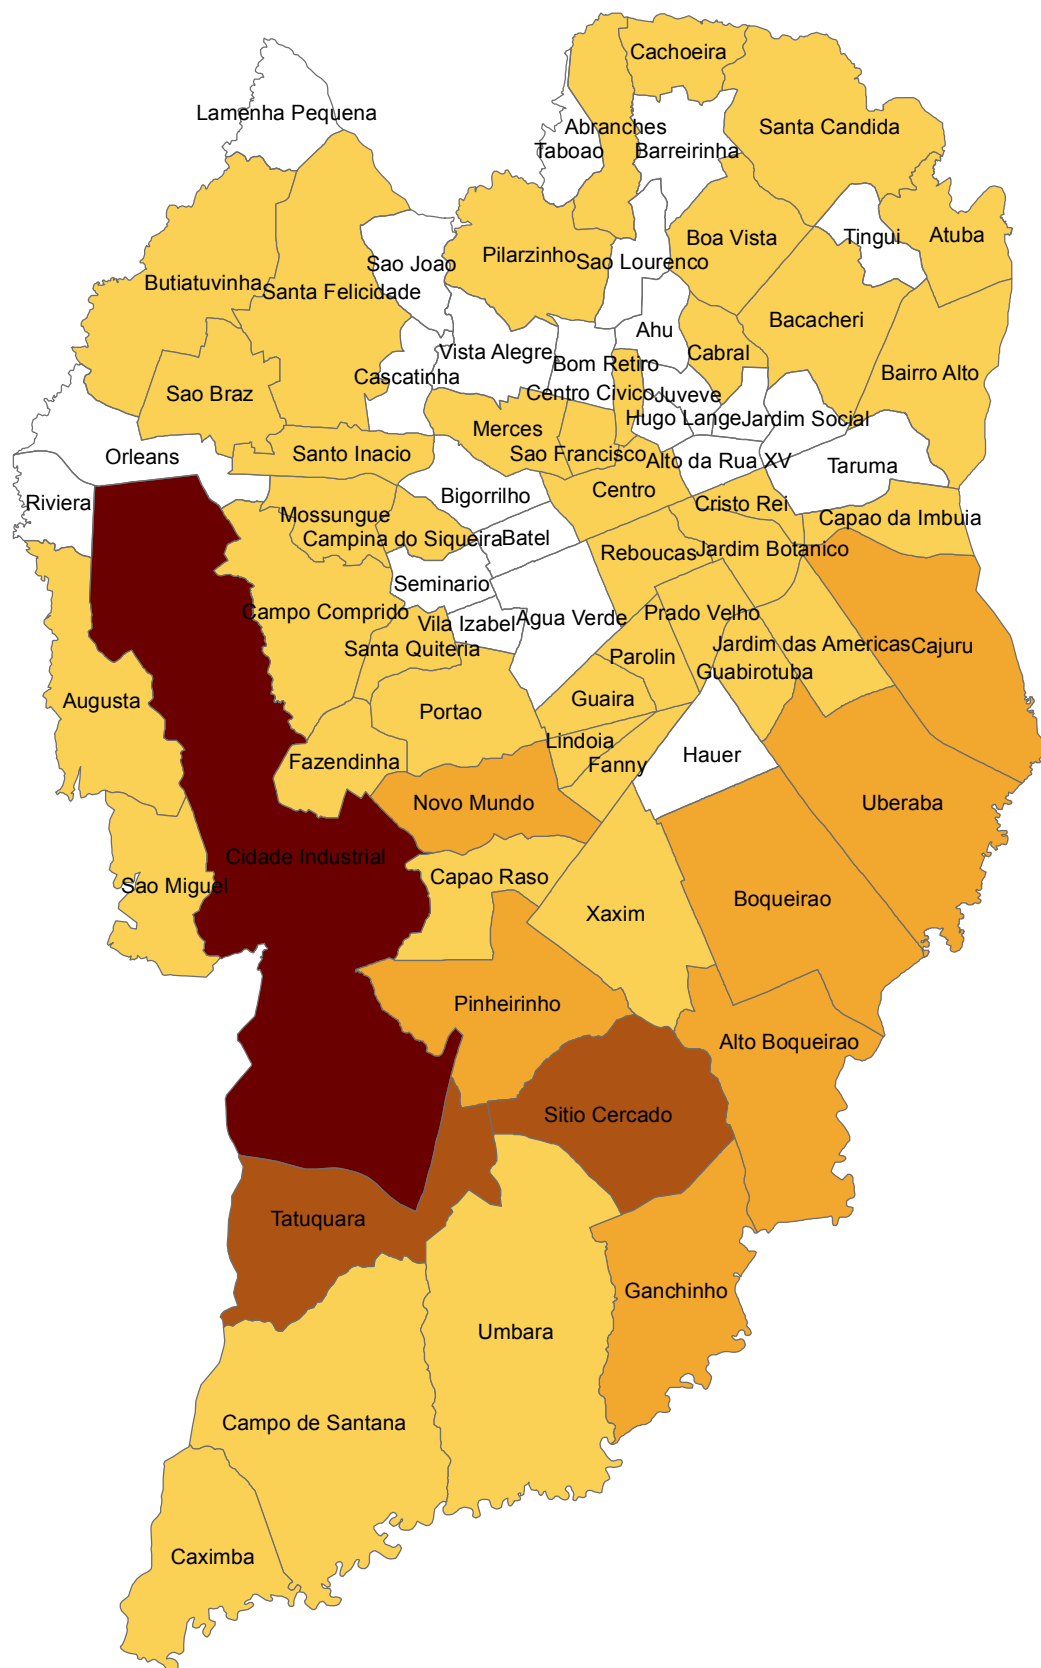 Cachoeira
Lamenha Pequena
Abranches
Santa Candida
Taboao
Barreirinha
Atuba
Tingui
Boa Vista
Pilarzinho
Sao Lourenco
Sao Joao
Butiatuvinha
Santa Felicidade
Bacacheri
Ahu
Vista Alegre
Cabral
Bom Retiro
Bairro Alto
Cascatinha
Sao Braz
Centro Civico
Juveve
Hugo Lange
Jardim Social
Merces
Sao Francisco
Santo Inacio
Orleans
Alto da Rua XV
Taruma
Centro
Bigorrilho
Riviera
Cristo Rei
Mossungue
Capao da Imbuia
Campina do Siqueira
Batel
Jardim Botanico
Reboucas
Seminario
Campo Comprido
Prado Velho
Agua Verde
Vila Izabel
Jardim das Americas
Cajuru
Santa Quiteria
Parolin
Guabirotuba
Augusta
Guaira
Portao
Lindoia
Hauer
Fazendinha
Fanny
Novo Mundo
Uberaba
Cidade Industrial
Capao Raso
Sao Miguel
Boqueirao
Xaxim
Pinheirinho
Alto Boqueirao
Sitio Cercado
Tatuquara
Ganchinho
Umbara
Campo de Santana
Caximba